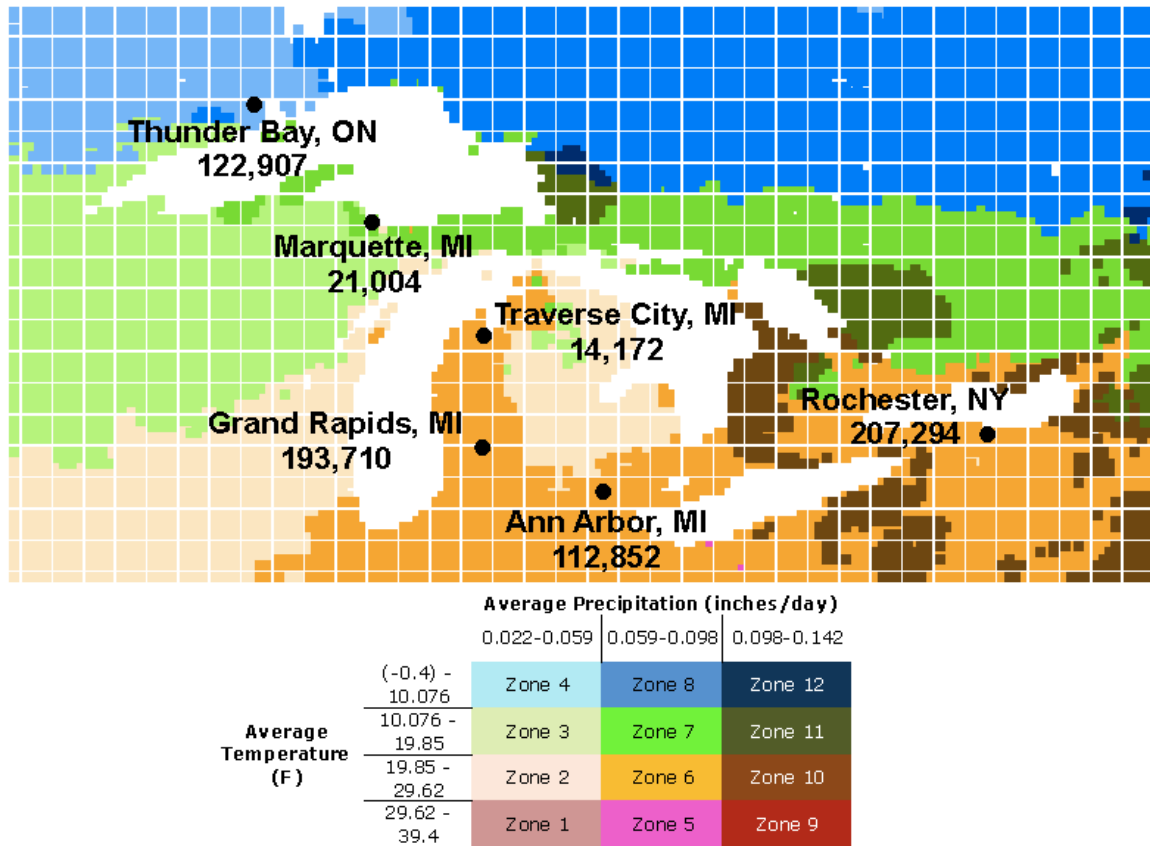 Thunder Bay, ON
122,907
Marquette, MI
21,004
Traverse City, MI
14,172
Grand Rapids, MI
193,710
Rochester, NY
207,294
Ann Arbor, MI
112,852
Average Precipitation (inches/day)
0.022-0.059 0.059-0.098 0.098-0.142
Average Temperature (F)
(-0.4) - 10.076 Zone 4 Zone 8 Zone 12
10.076 - 19.85 Zone 3 Zone 7 Zone 11
19.85 - 29.62 Zone 2 Zone 6 Zone 10
29.62 - 39.4 Zone 1 Zone 5 Zone 9